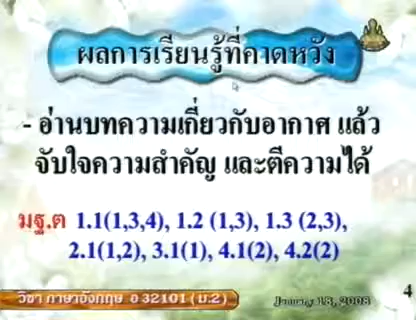 ผลการเรียนรู้ที่คาดหวัง
- อ่านบทความเกี่ยวกับอากาศ แล้ว
จับใจความสำคัญ และตีความได้
มฐ.ต 1.1(1,3,4), 1.2 (1,3), 1.3 (2,3),
2.1(1,2), 3.1(1), 4.1(2), 4.2(2)
วิชา ภาษาอังกฤษ อ 32101 (ม.2)
January 18, 2008
4